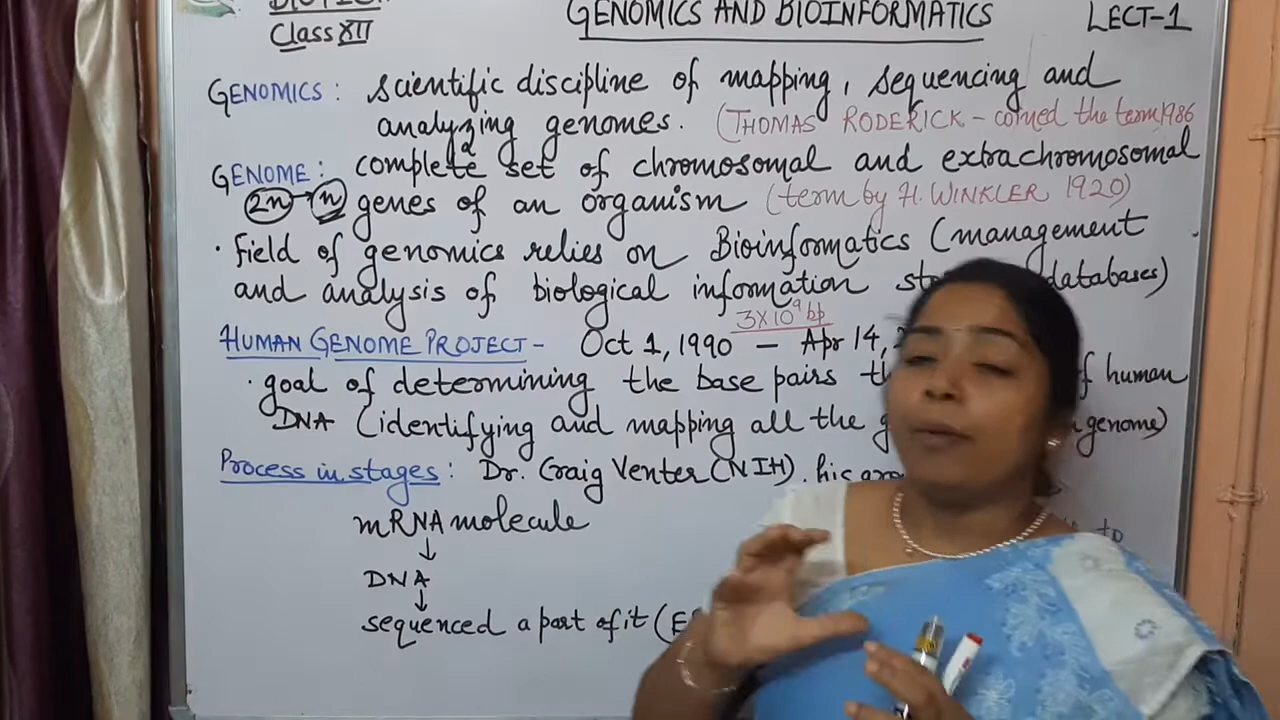 Class XII
GENOMICS AND BIOINFORMATICS
LECT-1
GENOMICS: scientific discipline of mapping, sequencing and
analyzing genomes. (THOMAS RODERICK - coined the term, 1986
GENOME: complete set of chromosomal and extrachromosomal
2n → n genes of an organism (term by H. WINKLER 1920)
• Field of genomics relies on Bioinformatics (management
and analysis of biological information databases)
3X10⁹ bp
HUMAN GENOME PROJECT - Oct 1, 1990 - Apr 14,
• goal of determining the base pairs human
DNA (identifying and mapping all the genome)
Process in stages: Dr. Craig Venter (NIH), his
mRNA molecule to
↓
DNA
↓
sequenced a part of it (